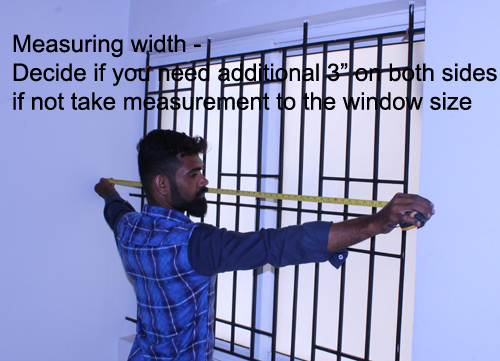 Measuring width -
Decide if you need additional 3” on both sides
if not take measurement to the window size